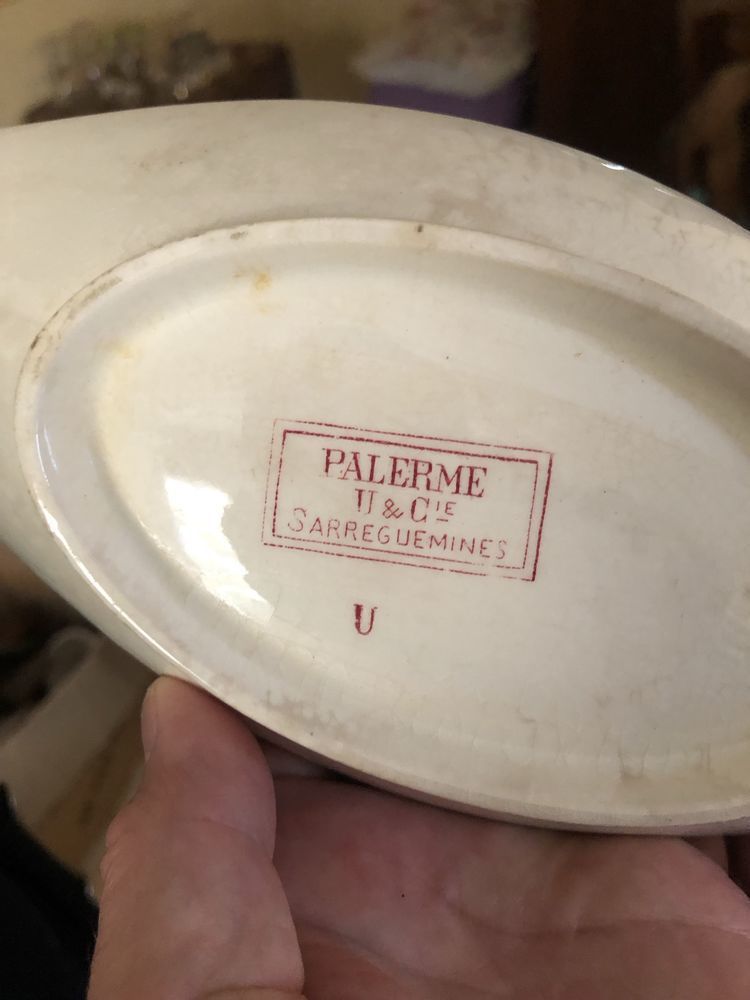 PALERME
U & CIE
SARREGUEMINES
U